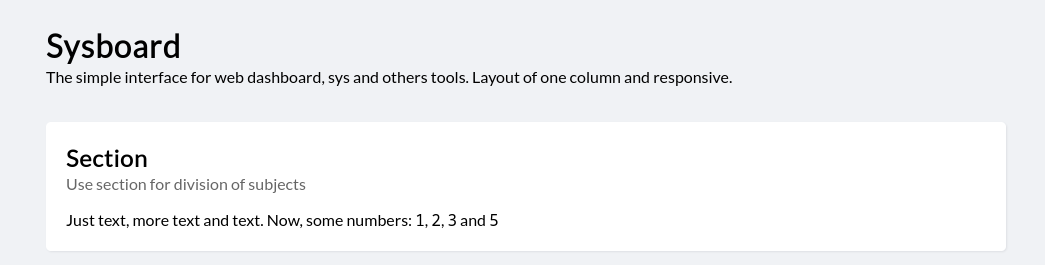 Sysboard
The simple interface for web dashboard, sys and others tools. Layout of one column and responsive.
Section
Use section for division of subjects
Just text, more text and text. Now, some numbers: 1, 2, 3 and 5